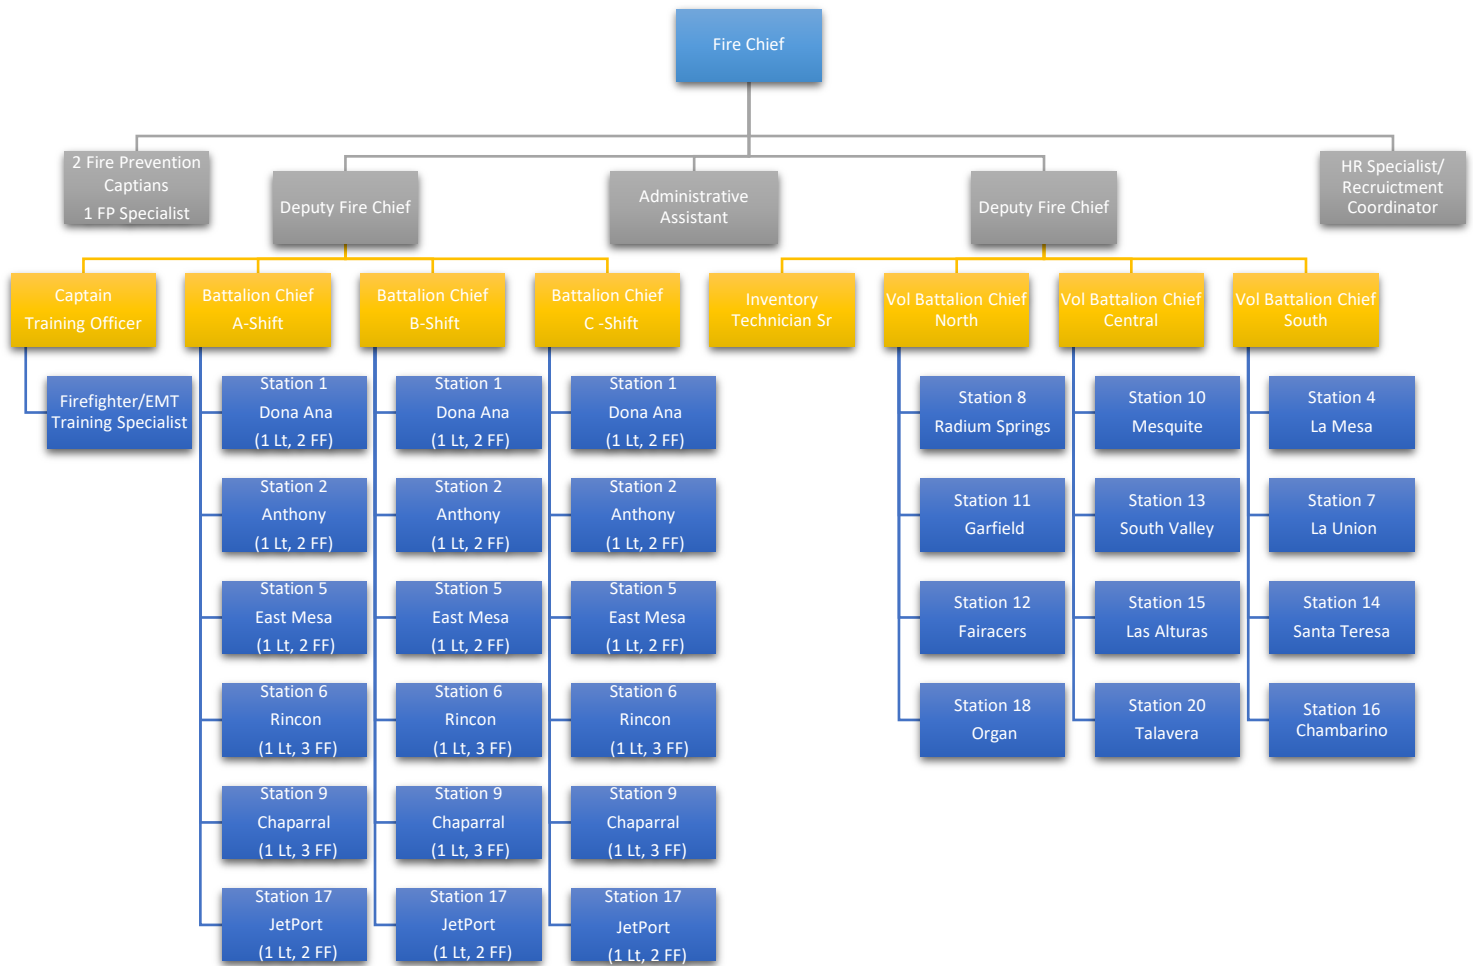 Fire Chief
2 Fire Prevention
Captians
1 FP Specialist
Deputy Fire Chief
Administrative
Assistant
Deputy Fire Chief
HR Specialist/
Recruictment
Coordinator
Captain
Training Officer
Battalion Chief
A-Shift
Battalion Chief
B-Shift
Battalion Chief
C -Shift
Inventory
Technician Sr
Vol Battalion Chief
North
Vol Battalion Chief
Central
Vol Battalion Chief
South
Firefighter/EMT
Training Specialist
Station 1
Dona Ana
(1 Lt, 2 FF)
Station 2
Anthony
(1 Lt, 2 FF)
Station 5
East Mesa
(1 Lt, 2 FF)
Station 6
Rincon
(1 Lt, 3 FF)
Station 9
Chaparral
(1 Lt, 3 FF)
Station 17
JetPort
(1 Lt, 2 FF)
Station 1
Dona Ana
(1 Lt, 2 FF)
Station 2
Anthony
(1 Lt, 2 FF)
Station 5
East Mesa
(1 Lt, 2 FF)
Station 6
Rincon
(1 Lt, 3 FF)
Station 9
Chaparral
(1 Lt, 3 FF)
Station 17
JetPort
(1 Lt, 2 FF)
Station 1
Dona Ana
(1 Lt, 2 FF)
Station 2
Anthony
(1 Lt, 2 FF)
Station 5
East Mesa
(1 Lt, 2 FF)
Station 6
Rincon
(1 Lt, 3 FF)
Station 9
Chaparral
(1 Lt, 3 FF)
Station 17
JetPort
(1 Lt, 2 FF)
Station 8
Radium Springs
Station 11
Garfield
Station 12
Fairacers
Station 18
Organ
Station 10
Mesquite
Station 13
South Valley
Station 15
Las Alturas
Station 20
Talavera
Station 4
La Mesa
Station 7
La Union
Station 14
Santa Teresa
Station 16
Chambarino